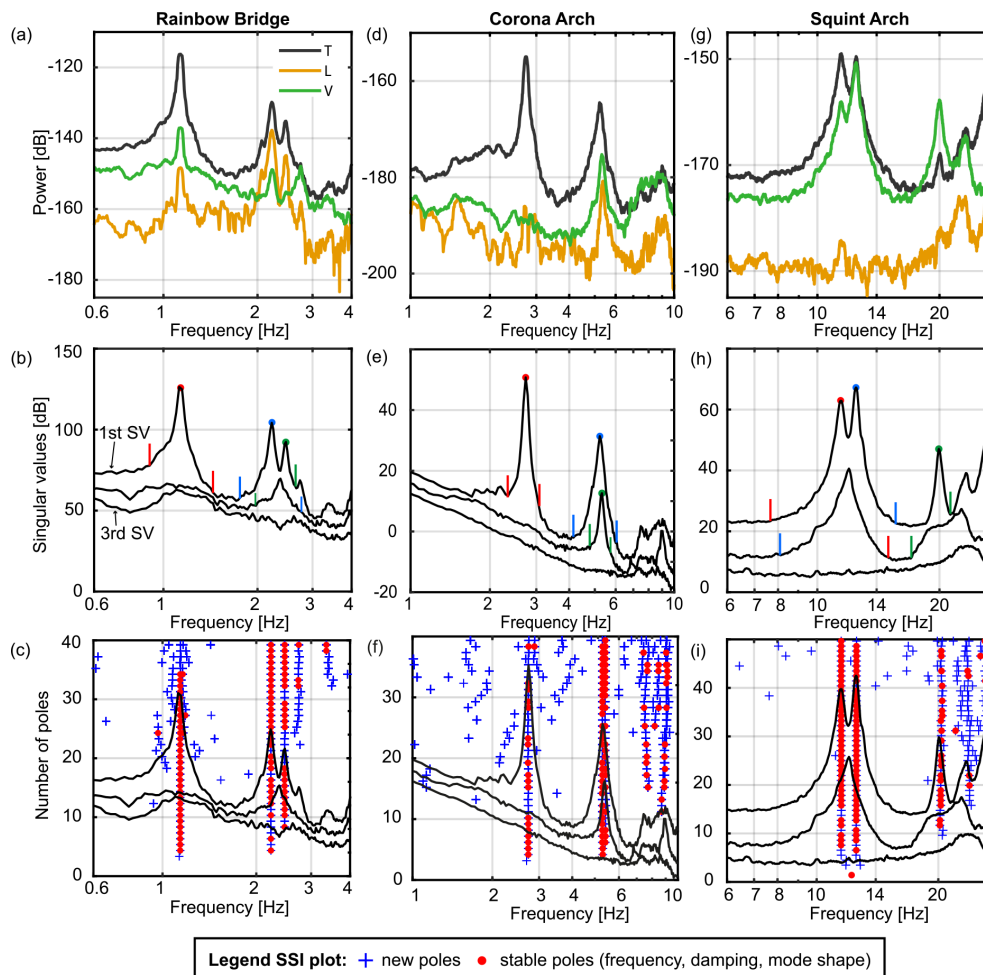 Rainbow Bridge
Corona Arch
Squint Arch
(a)
Power [dB]
-120
-140
-160
-180
T
L
V
0.6 1 2 3 4
Frequency [Hz]
(d)
-160
-180
-200
1 2 3 4 6 10
Frequency [Hz]
(g)
-150
-170
-190
6 7 8 10 14 20
Frequency [Hz]
(b)
Singular values [dB]
150
100
50
0
1st SV
3rd SV
0.6 1 2 3 4
Frequency [Hz]
(e)
40
20
0
-20
1 2 3 4 6 10
Frequency [Hz]
(h)
60
40
20
0
6 7 8 10 14 20
Frequency [Hz]
(c)
Number of poles
40
30
20
10
0
0.6 1 2 3 4
Frequency [Hz]
(f)
30
20
10
0
1 2 3 4 6 10
Frequency [Hz]
(i)
50
40
30
20
10
0
6 7 8 10 14 20
Frequency [Hz]
Legend SSI plot: + new poles stable poles (frequency, damping, mode shape)